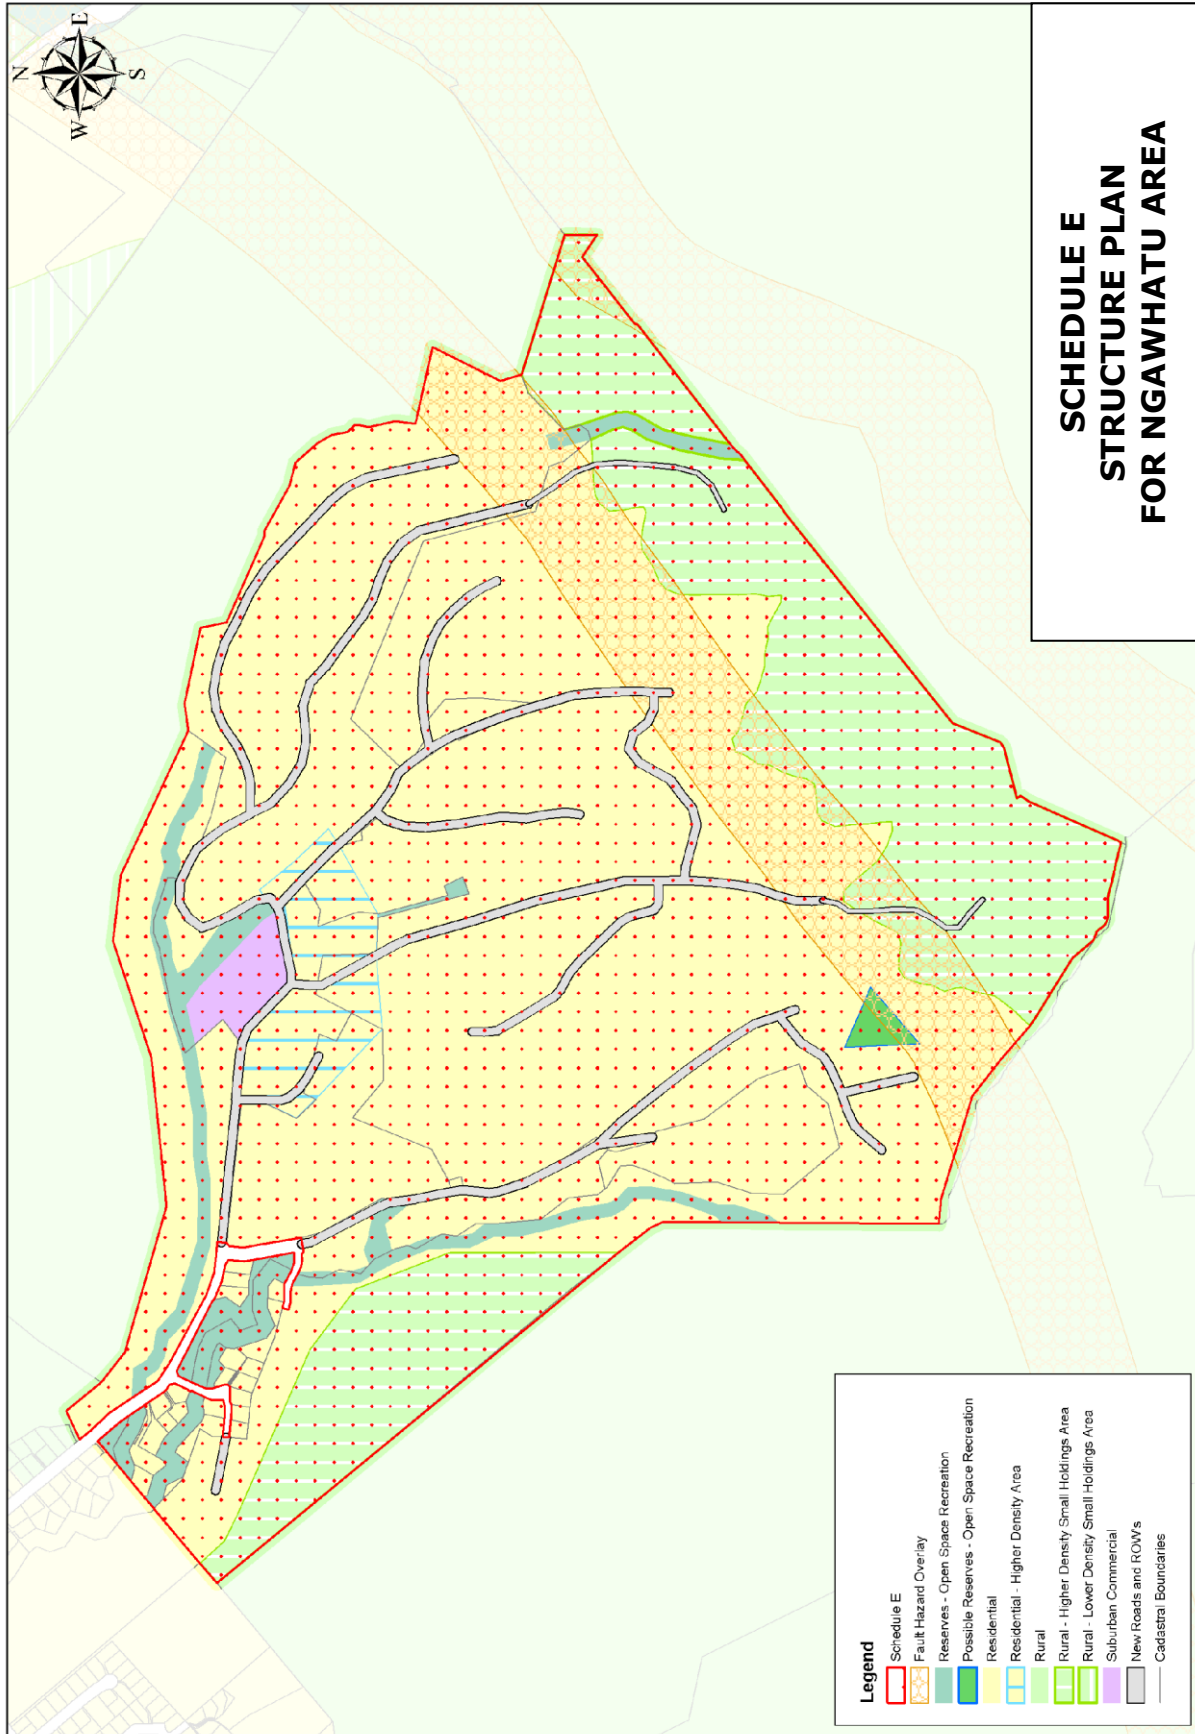 N
E
S
W
SCHEDULE E
STRUCTURE PLAN
FOR NGAWHATU AREA
Legend
Schedule E
Fault Hazard Overlay
Reserves - Open Space Recreation
Possible Reserves - Open Space Recreation
Residential
Residential - Higher Density Area
Rural
Rural - Higher Density Small Holdings Area
Rural - Lower Density Small Holdings Area
Suburban Commercial
New Roads and ROW's
Cadastral Boundaries